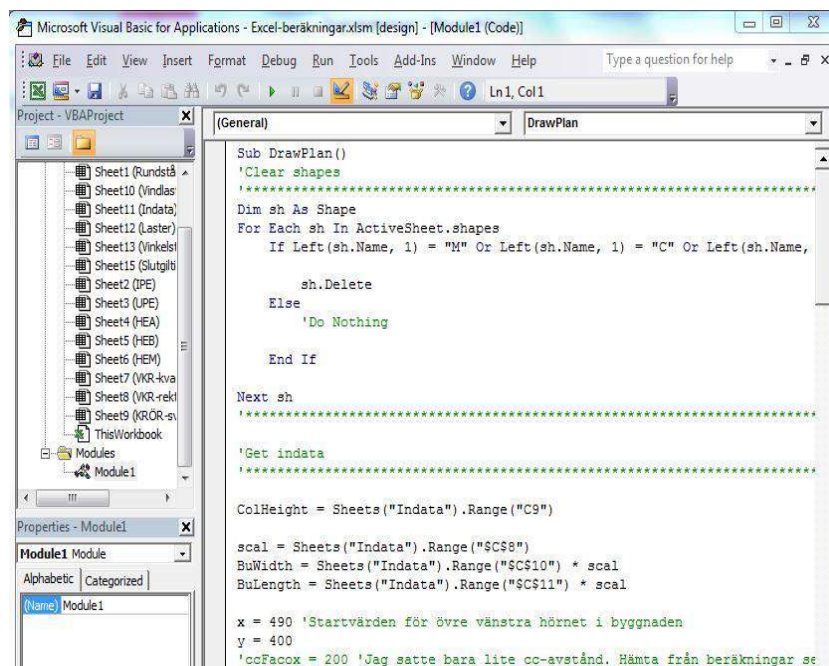 Microsoft Visual Basic for Applications - Excel-beräkningar.xlsm [design] - [Module1 (Code)]
File Edit View Insert Format Debug Run Tools Add-Ins Window Help Type a question for help
Ln 1, Col 1
Project - VBAProject
Sheet1 (Rundstå
Sheet10 (Vindlas
Sheet11 (Indata)
Sheet12 (Laster)
Sheet13 (Vinkelst
Sheet15 (Slutgilti
Sheet2 (IPE)
Sheet3 (UPE)
Sheet4 (HEA)
Sheet5 (HEB)
Sheet6 (HEM)
Sheet7 (VKR-kva
Sheet8 (VKR-rekt
Sheet9 (KRÖR-sv
ThisWorkbook
Modules
Module1
Properties - Module1
Module1 Module
Alphabetic Categorized
(Name) Module1
(General) DrawPlan
Sub DrawPlan()
'Clear shapes
'*****************************************************************************
Dim sh As Shape
For Each sh In ActiveSheet.shapes
If Left(sh.Name, 1) = "M" Or Left(sh.Name, 1) = "C" Or Left(sh.Name,
sh.Delete
Else
'Do Nothing
End If
Next sh
'*****************************************************************************
'Get indata
'*****************************************************************************
ColHeight = Sheets("Indata").Range("C9")
scal = Sheets("Indata").Range("$C$8")
BuWidth = Sheets("Indata").Range("$C$10") * scal
BuLength = Sheets("Indata").Range("$C$11") * scal
x = 490 'Startvärden för övre vänstra hörnet i byggnaden
y = 400
'ccFacox = 200 'Jag satte bara lite cc-avstånd. Hämta från beräkningar se